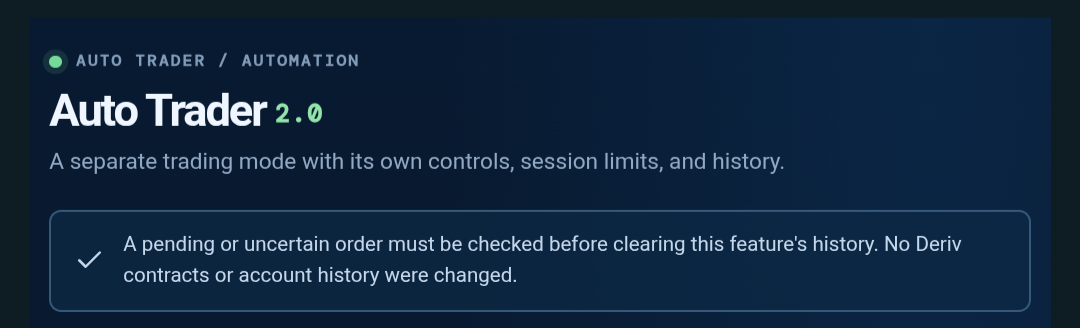 AUTO TRADER / AUTOMATION
Auto Trader 2.0
A separate trading mode with its own controls, session limits, and history.
A pending or uncertain order must be checked before clearing this feature's history. No Deriv
contracts or account history were changed.